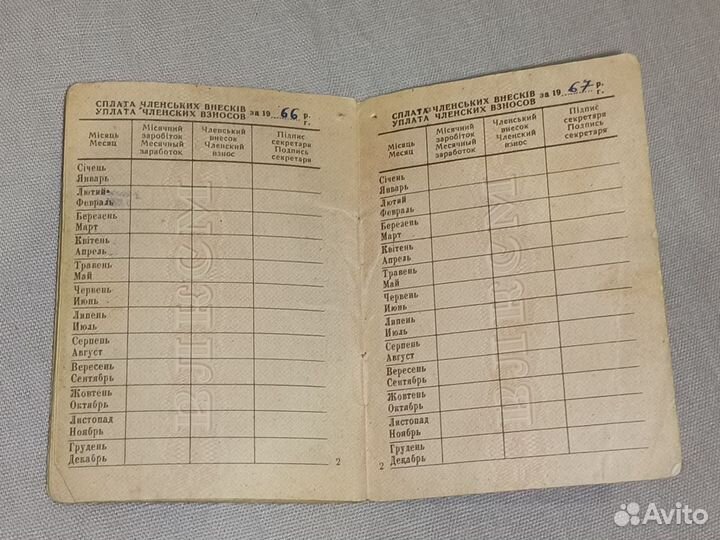 СПЛАТА ЧЛЕНСЬКИХ ВНЕСКІВ
УПЛАТА ЧЛЕНСКИХ ВЗНОСОВ
за 19 66 р.
г.
Місяць
Месяц
Місячний
заробіток
Месячный
заработок
Членський
внесок
Членский
взнос
Підпис
секретаря
Подпись
секретаря
Січень
Январь
Лютий
Февраль
Березень
Март
Квітень
Апрель
Травень
Май
Червень
Июнь
Липень
Июль
Серпень
Август
Вересень
Сентябрь
Жовтень
Октябрь
Листопад
Ноябрь
Грудень
Декабрь
ВЛКСМ
2
СПЛАТА ЧЛЕНСЬКИХ ВНЕСКІВ
УПЛАТА ЧЛЕНСКИХ ВЗНОСОВ
за 19 67 р.
г.
Місяць
Месяц
Місячний
заробіток
Месячный
заработок
Членський
внесок
Членский
взнос
Підпис
секретаря
Подпись
секретаря
Січень
Январь
Лютий
Февраль
Березень
Март
Квітень
Апрель
Травень
Май
Червень
Июнь
Липень
Июль
Серпень
Август
Вересень
Сентябрь
Жовтень
Октябрь
Листопад
Ноябрь
Грудень
Декабрь
ВЛКСМ
2
Avito